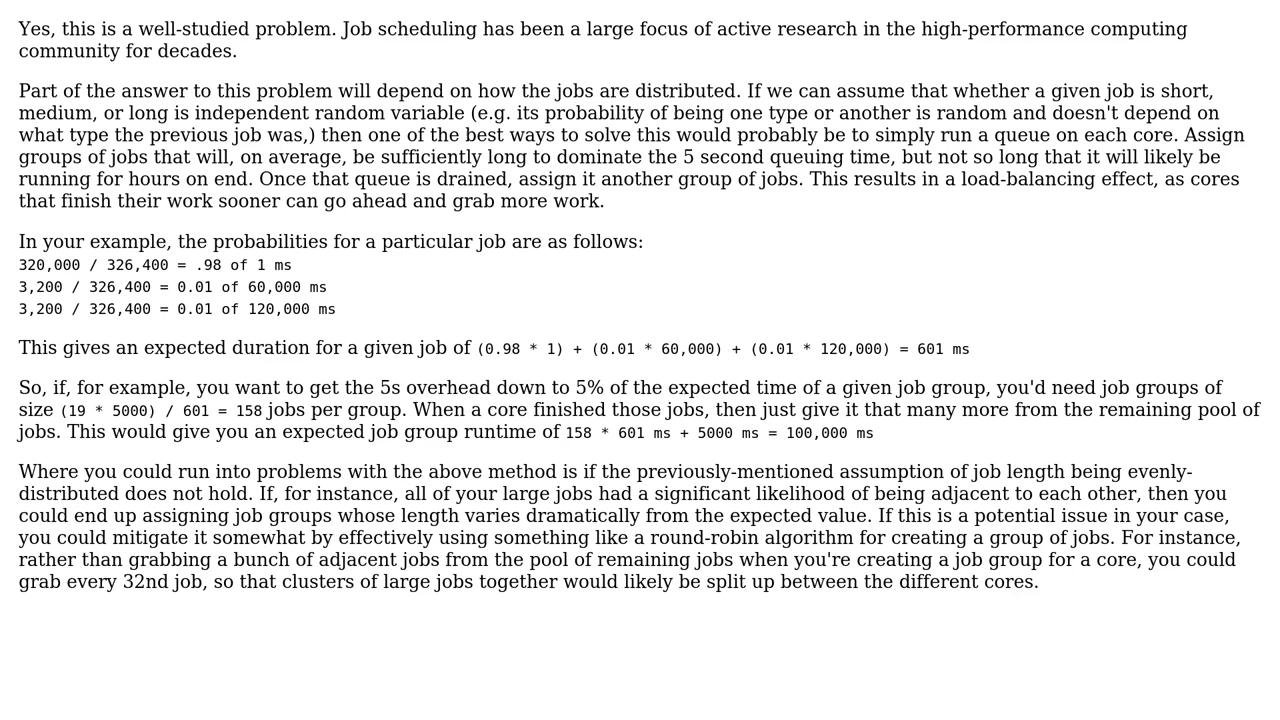 Yes, this is a well-studied problem. Job scheduling has been a large focus of active research in the high-performance computing
community for decades.
Part of the answer to this problem will depend on how the jobs are distributed. If we can assume that whether a given job is short,
medium, or long is independent random variable (e.g. its probability of being one type or another is random and doesn't depend on
what type the previous job was,) then one of the best ways to solve this would probably be to simply run a queue on each core. Assign
groups of jobs that will, on average, be sufficiently long to dominate the 5 second queuing time, but not so long that it will likely be
running for hours on end. Once that queue is drained, assign it another group of jobs. This results in a load-balancing effect, as cores
that finish their work sooner can go ahead and grab more work.
In your example, the probabilities for a particular job are as follows:
320,000 / 326,400 = .98 of 1 ms
3,200 / 326,400 = 0.01 of 60,000 ms
3,200 / 326,400 = 0.01 of 120,000 ms
This gives an expected duration for a given job of (0.98 * 1) + (0.01 * 60,000) + (0.01 * 120,000) = 601 ms
So, if, for example, you want to get the 5s overhead down to 5% of the expected time of a given job group, you'd need job groups of
size (19 * 5000) / 601 = 158 jobs per group. When a core finished those jobs, then just give it that many more from the remaining pool of
jobs. This would give you an expected job group runtime of 158 * 601 ms + 5000 ms = 100,000 ms
Where you could run into problems with the above method is if the previously-mentioned assumption of job length being evenly-
distributed does not hold. If, for instance, all of your large jobs had a significant likelihood of being adjacent to each other, then you
could end up assigning job groups whose length varies dramatically from the expected value. If this is a potential issue in your case,
you could mitigate it somewhat by effectively using something like a round-robin algorithm for creating a group of jobs. For instance,
rather than grabbing a bunch of adjacent jobs from the pool of remaining jobs when you're creating a job group for a core, you could
grab every 32nd job, so that clusters of large jobs together would likely be split up between the different cores.